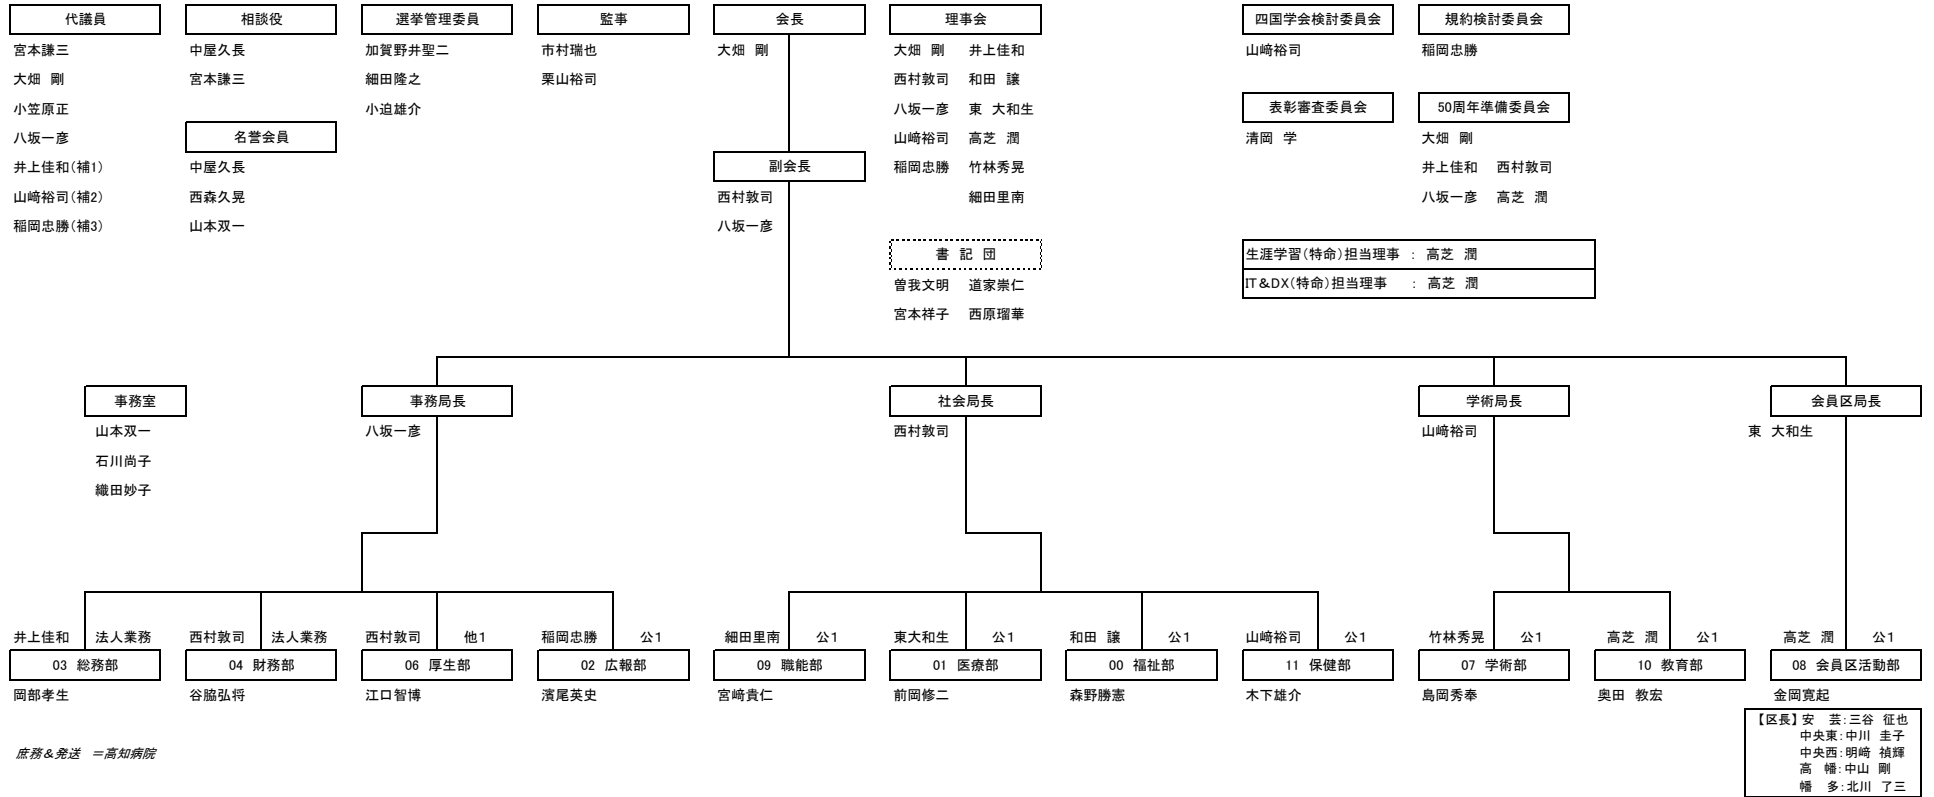 代議員
宮本謙三
大畑 剛
小笠原正
八坂一彦
井上佳和(補1)
山﨑裕司(補2)
稲岡忠勝(補3)
相談役
中屋久長
宮本謙三
名誉会員
中屋久長
西森久晃
山本双一
選挙管理委員
加賀野井聖二
細田隆之
小迫雄介
監事
市村瑞也
栗山裕司
会長
大畑 剛
副会長
西村敦司
八坂一彦
理事会
大畑 剛 井上佳和
西村敦司 和田 譲
八坂一彦 東 大和生
山﨑裕司 高芝 潤
稲岡忠勝 竹林秀晃
細田里南
書 記 団
曽我文明 道家崇仁
宮本祥子 西原瑠華
四国学会検討委員会
山﨑裕司
規約検討委員会
稲岡忠勝
表彰審査委員会
清岡 学
50周年準備委員会
大畑 剛
井上佳和 西村敦司
八坂一彦 高芝 潤
生涯学習(特命)担当理事 : 高芝 潤
IT&DX(特命)担当理事 : 高芝 潤
事務室
山本双一
石川尚子
織田妙子
事務局長
八坂一彦
社会局長
西村敦司
学術局長
山﨑裕司
会員区局長
東 大和生
井上佳和 法人業務
03 総務部
岡部孝生
西村敦司 法人業務
04 財務部
谷脇弘将
西村敦司 他1
06 厚生部
江口智博
稲岡忠勝 公1
02 広報部
濱尾英史
細田里南 公1
09 職能部
宮﨑貴仁
東大和生 公1
01 医療部
前岡修二
和田 譲 公1
00 福祉部
森野勝憲
山﨑裕司 公1
11 保健部
木下雄介
竹林秀晃 公1
07 学術部
島岡秀奉
高芝 潤 公1
10 教育部
奥田 教宏
高芝 潤 公1
08 会員区活動部
金岡寛起
【区長】安 芸:三谷 征也
中央東:中川 圭子
中央西:明﨑 禎輝
高 幡:中山 剛
幡 多:北川 了三
庶務&発送 =高知病院